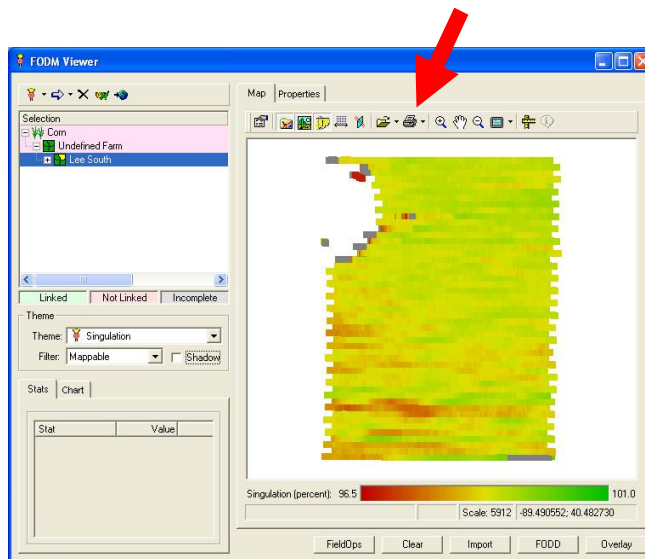 FODM Viewer
Map Properties
Selection
Corn
Undefined Farm
Lee South
Linked Not Linked Incomplete
Theme
Theme: Singulation
Filter: Mappable Shadow
Stats Chart
Stat Value
Singulation (percent): 96.5 101.0
Scale: 5912 -89.490552; 40.482730
FieldOps Clear Import FODD Overlay